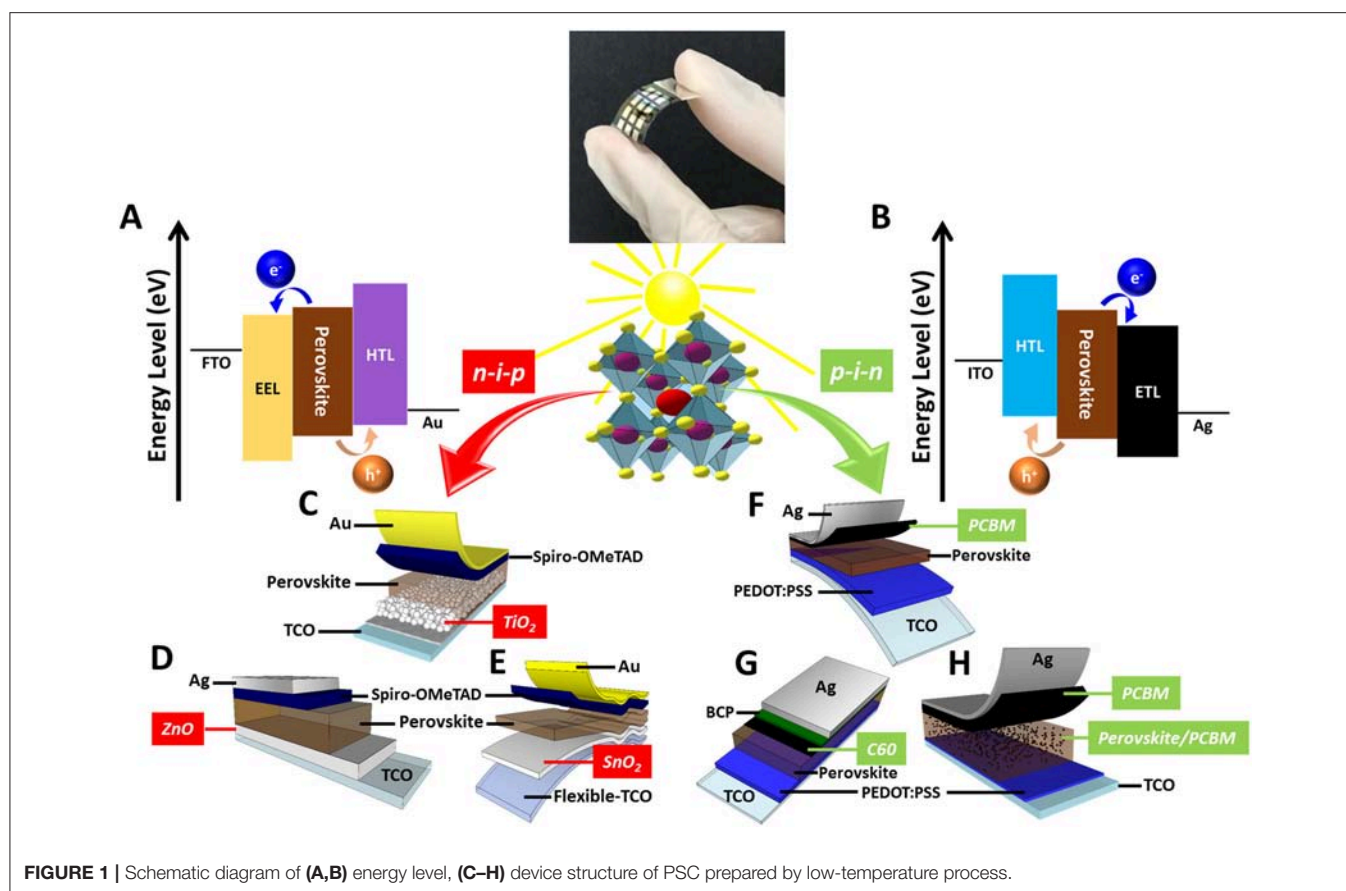 A
Energy Level (eV)
FTO
EEL
e-
Perovskite
HTL
h+
Au
n-i-p
p-i-n
B
Energy Level (eV)
ITO
HTL
Perovskite
e-
h+
ETL
Ag
C
Au
Spiro-OMeTAD
Perovskite
TiO2
TCO
D
Ag
Spiro-OMeTAD
Perovskite
ZnO
TCO
E
Au
SnO2
Flexible-TCO
F
Ag
PCBM
Perovskite
PEDOT:PSS
TCO
G
Ag
BCP
C60
Perovskite
TCO
PEDOT:PSS
H
Ag
PCBM
Perovskite/PCBM
TCO
FIGURE 1 | Schematic diagram of (A,B) energy level, (C–H) device structure of PSC prepared by low-temperature process.